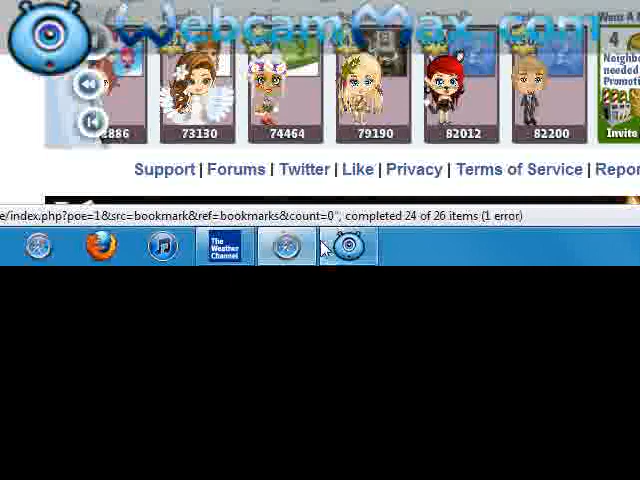 WebcamMax.com
4
Neighbo
needed
Promoti
2886 73130 74464 79190 82012 82200 Invite
Support | Forums | Twitter | Like | Privacy | Terms of Service | Repor
e/index.php?poe=1&src=bookmark&ref=bookmarks&count=0", completed 24 of 26 items (1 error)
The
Weather
Channel